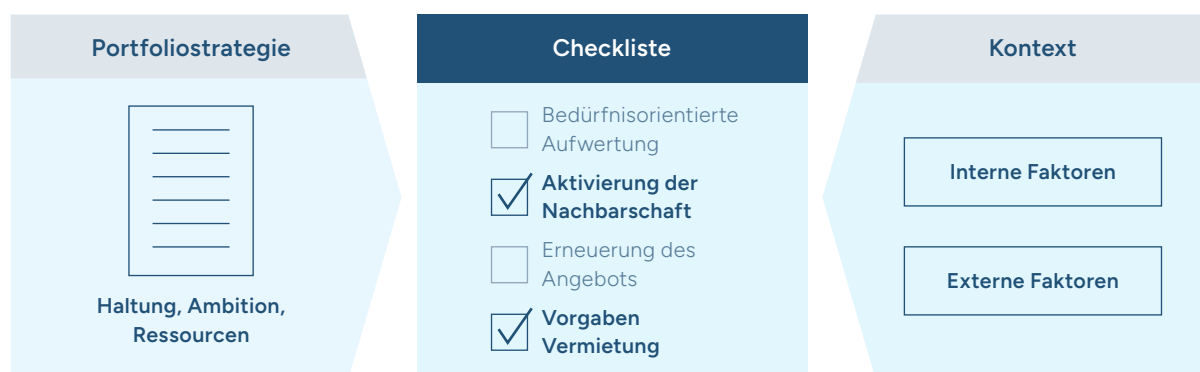 Portfoliostrategie
Haltung, Ambition,
Ressourcen
Checkliste
Bedürfnisorientierte
Aufwertung
Aktivierung der
Nachbarschaft
Erneuerung des
Angebots
Vorgaben
Vermietung
Kontext
Interne Faktoren
Externe Faktoren